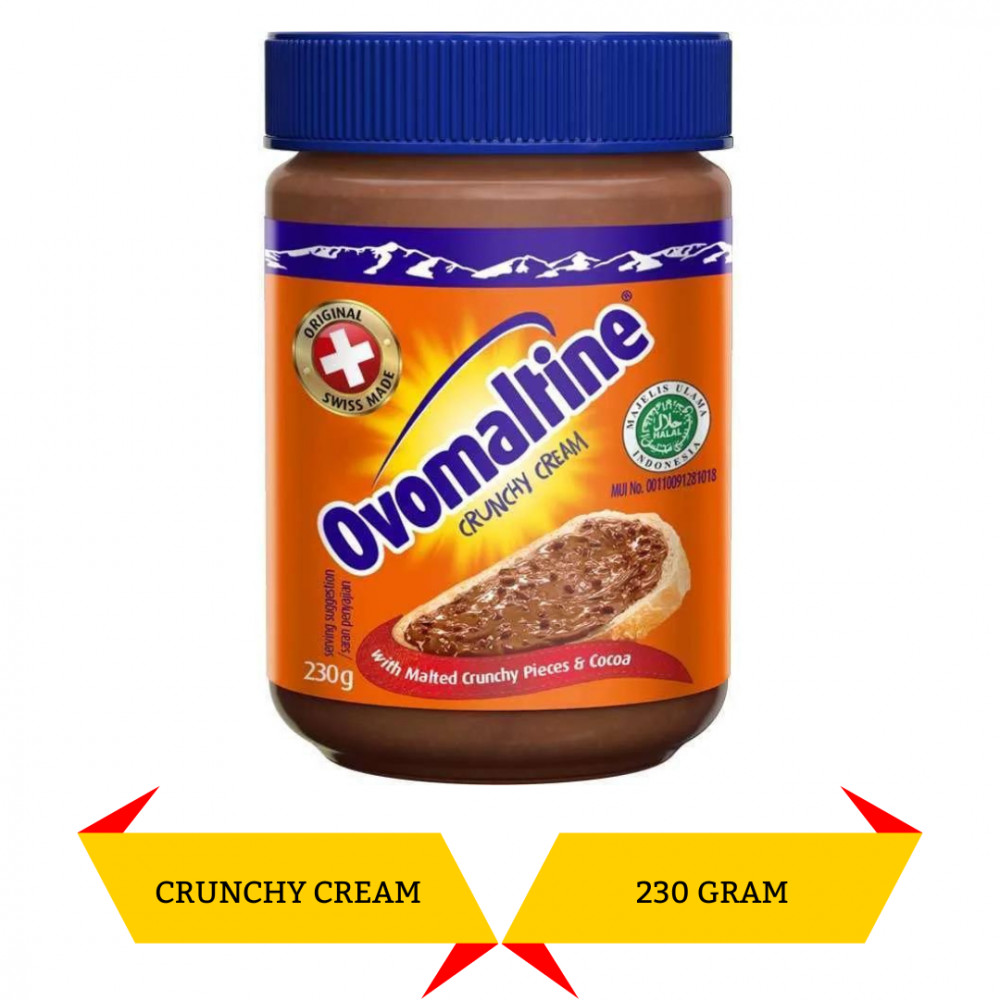 ORIGINAL
SWISS MADE
Ovomaltine®
CRUNCHY CREAM
MAJELIS ULAMA
حلال
HALAL
INDONESIA
MUI No. 00110091281018
serving suggestion
/saran penyajian
230g
with Malted Crunchy Pieces & Cocoa
CRUNCHY CREAM
230 GRAM